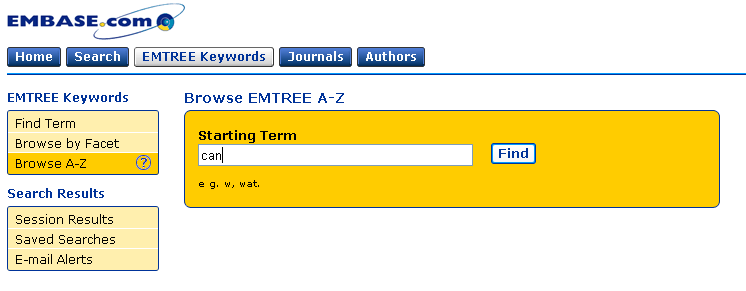 EMBASE.com
Home Search EMTREE Keywords Journals Authors
EMTREE Keywords
Find Term
Browse by Facet
Browse A-Z ?
Search Results
Session Results
Saved Searches
E-mail Alerts
Browse EMTREE A-Z
Starting Term
can Find
e g. w, wat.